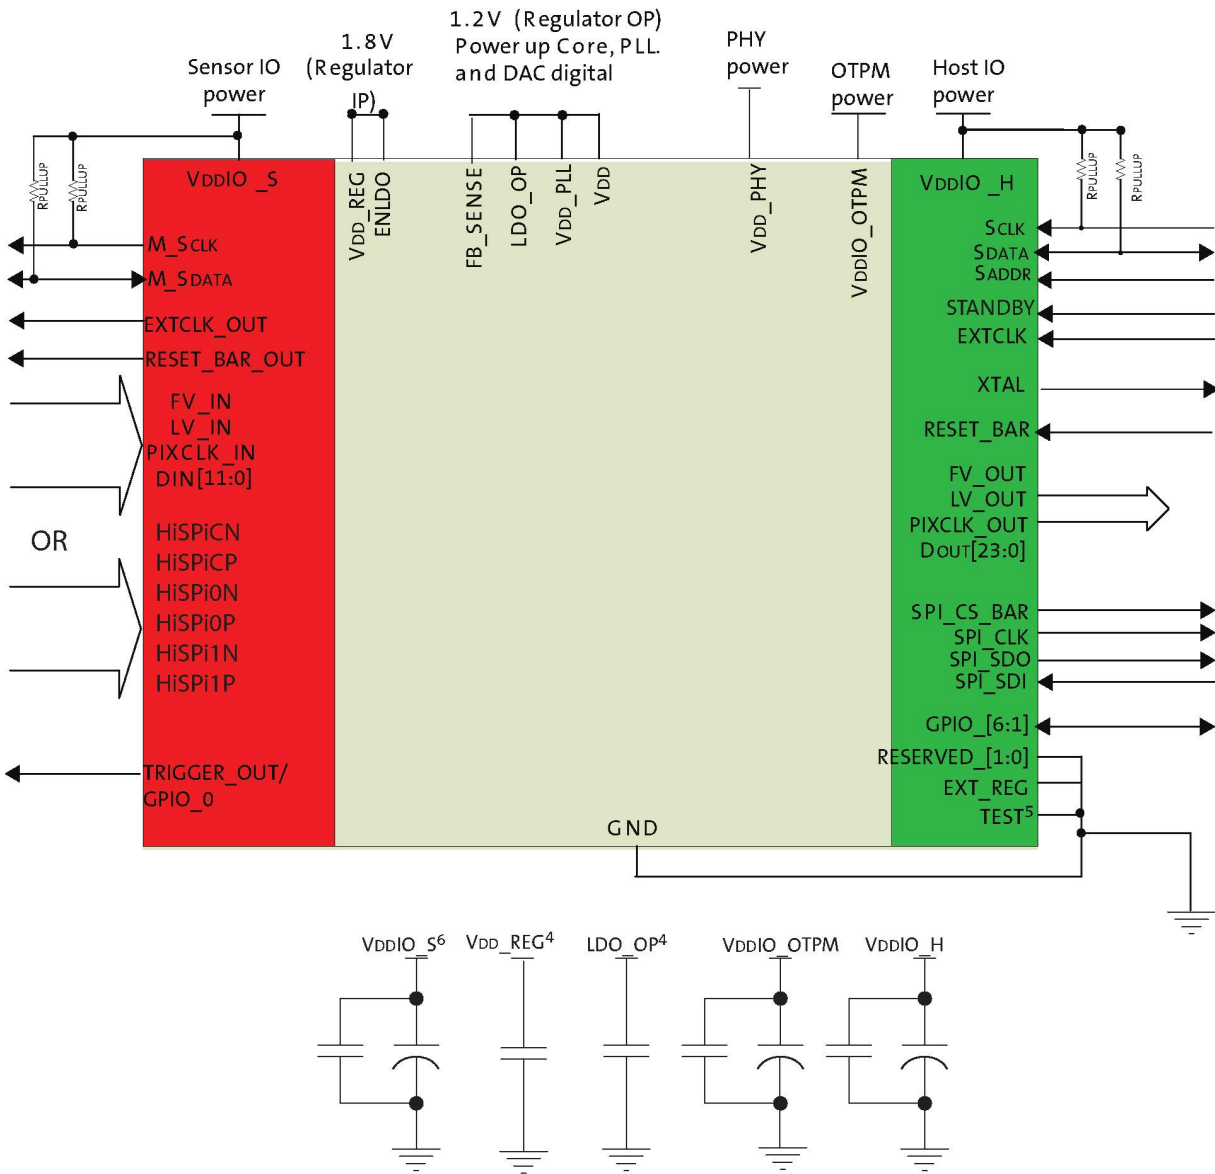 1.2V (Regulator OP)
Power up Core, PLL.
and DAC digital
1.8V
(Regulator
IP)
Sensor IO
power
PHY
power
OTPM
power
Host IO
power
RPULLUP
RPULLUP
RPULLUP
RPULLUP
VDDIO _S
VDD_REG
ENLDO
FB_SENSE
LDO_OP
VDD_PLL
VDD
VDD_PHY
VDDIO_OTPM
VDDIO _H
M_SCLK
M_SDATA
EXTCLK_OUT
RESET_BAR_OUT
FV_IN
LV_IN
PIXCLK_IN
DIN[11:0]
OR
HiSPiCN
HiSPiCP
HiSPi0N
HiSPi0P
HiSPi1N
HiSPi1P
TRIGGER_OUT/
GPIO_0
SCLK
SDATA
SADDR
STANDBY
EXTCLK
XTAL
RESET_BAR
FV_OUT
LV_OUT
PIXCLK_OUT
DOUT[23:0]
SPI_CS_BAR
SPI_CLK
SPI_SDO
SPI_SDI
GPIO_[6:1]
RESERVED_[1:0]
EXT_REG
TEST5
GND
VDDIO_S6
VDD_REG4
LDO_OP4
VDDIO_OTPM
VDDIO_H